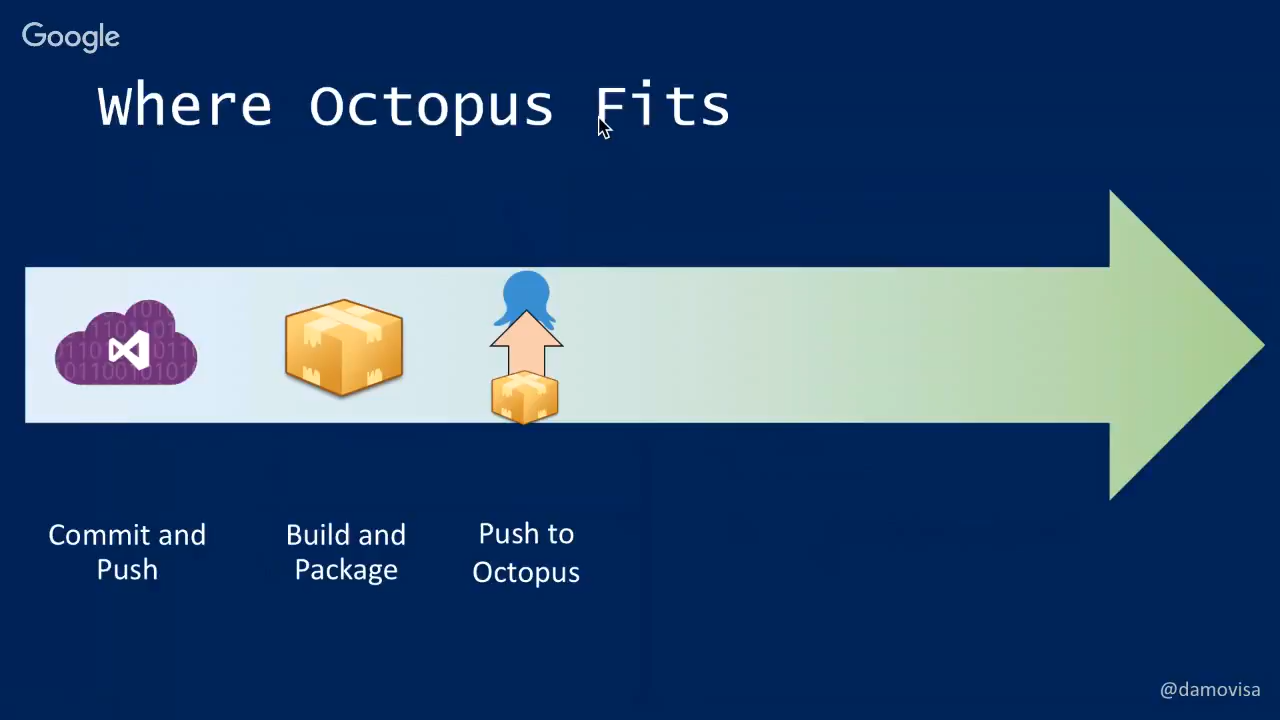 Google
Where Octopus Fits
Commit and
Push
Build and
Package
Push to
Octopus
@damovisa